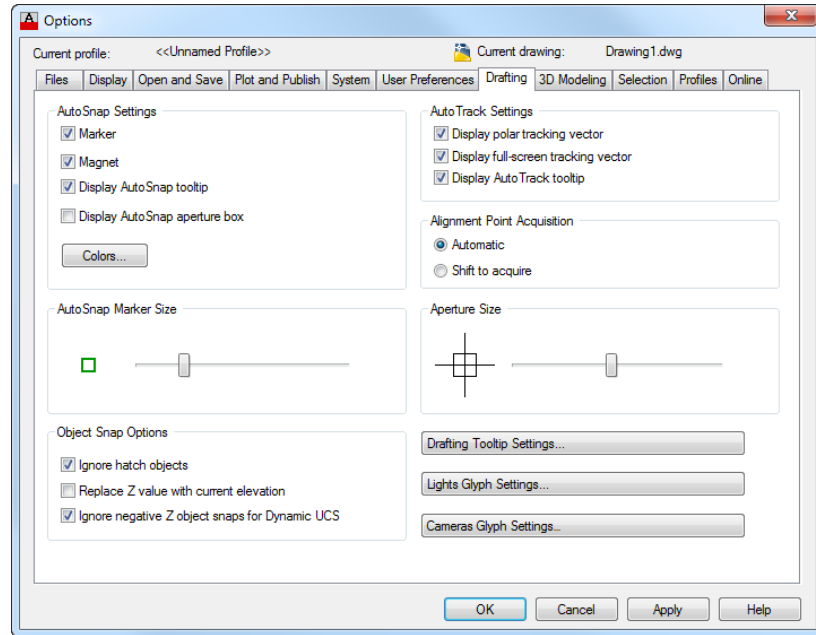 Options
Current profile: <<Unnamed Profile>> Current drawing: Drawing1.dwg
Files Display Open and Save Plot and Publish System User Preferences Drafting 3D Modeling Selection Profiles Online
AutoSnap Settings
Marker
Magnet
Display AutoSnap tooltip
Display AutoSnap aperture box
Colors...
AutoTrack Settings
Display polar tracking vector
Display full-screen tracking vector
Display AutoTrack tooltip
Alignment Point Acquisition
Automatic
Shift to acquire
AutoSnap Marker Size
Aperture Size
Object Snap Options
Ignore hatch objects
Replace Z value with current elevation
Ignore negative Z object snaps for Dynamic UCS
Drafting Tooltip Settings...
Lights Glyph Settings...
Cameras Glyph Settings...
OK Cancel Apply Help